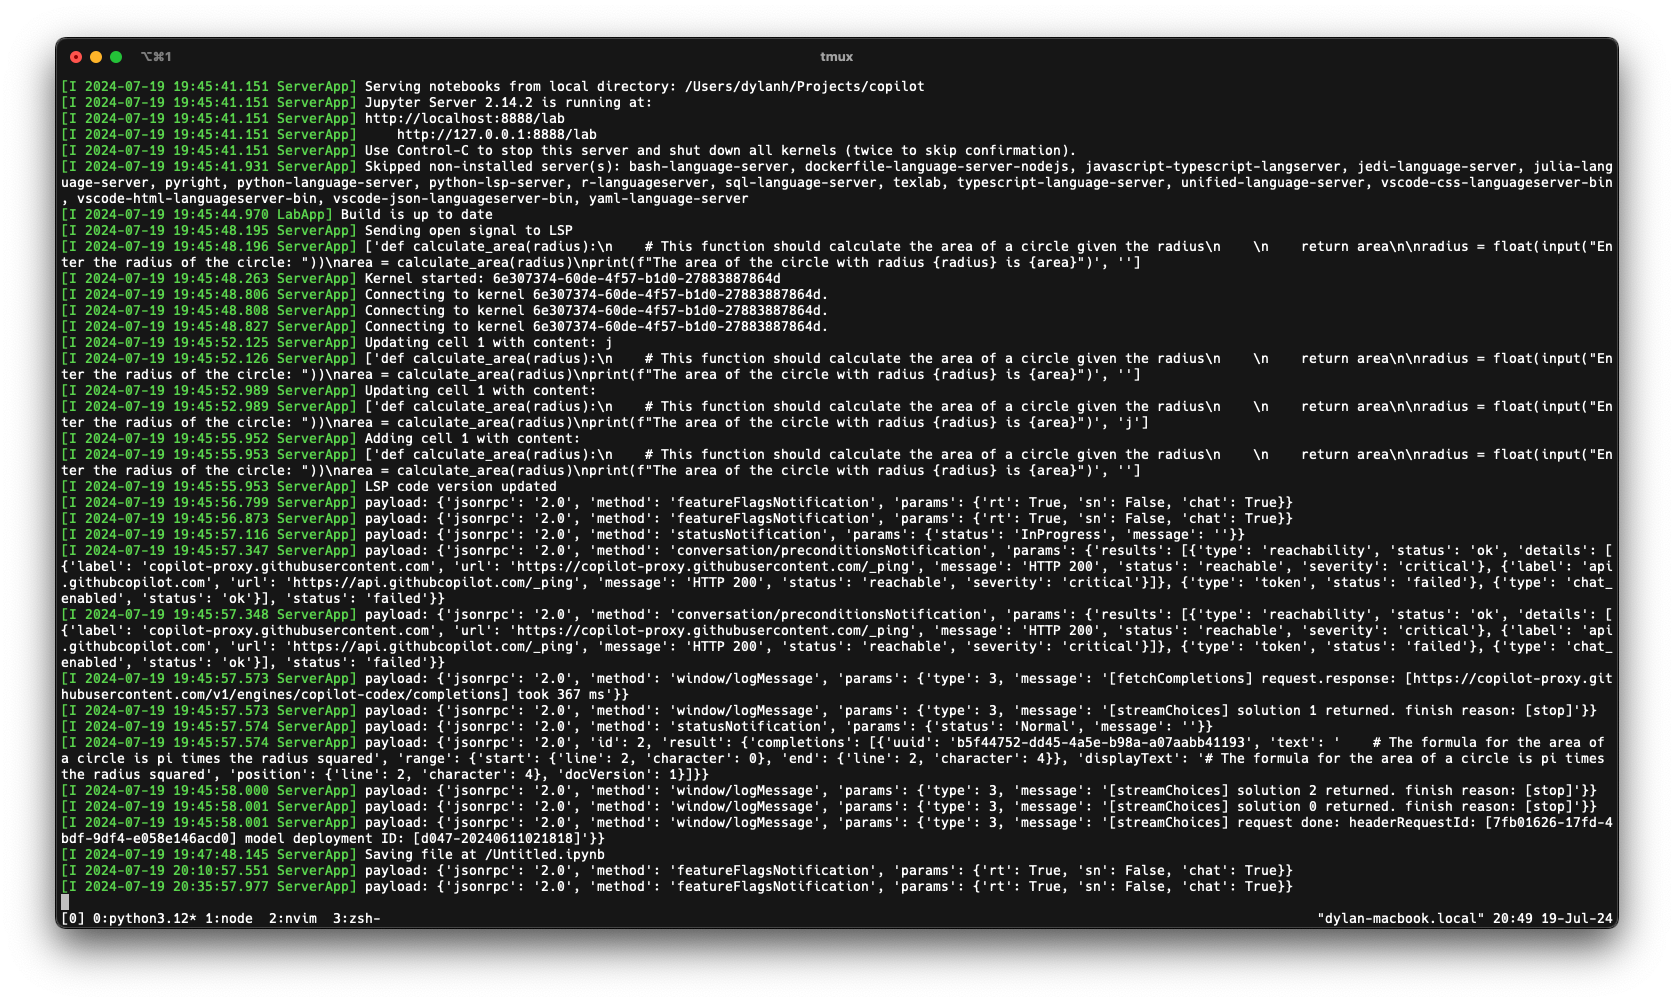 ⌥⌘1
tmux
[I 2024-07-19 19:45:41.151 ServerApp] Serving notebooks from local directory: /Users/dylanh/Projects/copilot
[I 2024-07-19 19:45:41.151 ServerApp] Jupyter Server 2.14.2 is running at:
[I 2024-07-19 19:45:41.151 ServerApp] http://localhost:8888/lab
[I 2024-07-19 19:45:41.151 ServerApp]     http://127.0.0.1:8888/lab
[I 2024-07-19 19:45:41.151 ServerApp] Use Control-C to stop this server and shut down all kernels (twice to skip confirmation).
[I 2024-07-19 19:45:41.931 ServerApp] Skipped non-installed server(s): bash-language-server, dockerfile-language-server-nodejs, javascript-typescript-langserver, jedi-language-server, julia-lang
uage-server, pyright, python-language-server, python-lsp-server, r-languageserver, sql-language-server, texlab, typescript-language-server, unified-language-server, vscode-css-languageserver-bin
, vscode-html-languageserver-bin, vscode-json-languageserver-bin, yaml-language-server
[I 2024-07-19 19:45:44.970 LabApp] Build is up to date
[I 2024-07-19 19:45:48.195 ServerApp] Sending open signal to LSP
[I 2024-07-19 19:45:48.196 ServerApp] ['def calculate_area(radius):\n    # This function should calculate the area of a circle given the radius\n    \n    return area\n\nradius = float(input("En
ter the radius of the circle: "))\narea = calculate_area(radius)\nprint(f"The area of the circle with radius {radius} is {area}")', '']
[I 2024-07-19 19:45:48.263 ServerApp] Kernel started: 6e307374-60de-4f57-b1d0-27883887864d
[I 2024-07-19 19:45:48.806 ServerApp] Connecting to kernel 6e307374-60de-4f57-b1d0-27883887864d.
[I 2024-07-19 19:45:48.808 ServerApp] Connecting to kernel 6e307374-60de-4f57-b1d0-27883887864d.
[I 2024-07-19 19:45:48.827 ServerApp] Connecting to kernel 6e307374-60de-4f57-b1d0-27883887864d.
[I 2024-07-19 19:45:52.125 ServerApp] Updating cell 1 with content: j
[I 2024-07-19 19:45:52.126 ServerApp] ['def calculate_area(radius):\n    # This function should calculate the area of a circle given the radius\n    \n    return area\n\nradius = float(input("En
ter the radius of the circle: "))\narea = calculate_area(radius)\nprint(f"The area of the circle with radius {radius} is {area}")', '']
[I 2024-07-19 19:45:52.989 ServerApp] Updating cell 1 with content:
[I 2024-07-19 19:45:52.989 ServerApp] ['def calculate_area(radius):\n    # This function should calculate the area of a circle given the radius\n    \n    return area\n\nradius = float(input("En
ter the radius of the circle: "))\narea = calculate_area(radius)\nprint(f"The area of the circle with radius {radius} is {area}")', 'j']
[I 2024-07-19 19:45:55.952 ServerApp] Adding cell 1 with content:
[I 2024-07-19 19:45:55.953 ServerApp] ['def calculate_area(radius):\n    # This function should calculate the area of a circle given the radius\n    \n    return area\n\nradius = float(input("En
ter the radius of the circle: "))\narea = calculate_area(radius)\nprint(f"The area of the circle with radius {radius} is {area}")', '']
[I 2024-07-19 19:45:55.953 ServerApp] LSP code version updated
[I 2024-07-19 19:45:56.799 ServerApp] payload: {'jsonrpc': '2.0', 'method': 'featureFlagsNotification', 'params': {'rt': True, 'sn': False, 'chat': True}}
[I 2024-07-19 19:45:56.873 ServerApp] payload: {'jsonrpc': '2.0', 'method': 'featureFlagsNotification', 'params': {'rt': True, 'sn': False, 'chat': True}}
[I 2024-07-19 19:45:57.116 ServerApp] payload: {'jsonrpc': '2.0', 'method': 'statusNotification', 'params': {'status': 'InProgress', 'message': ''}}
[I 2024-07-19 19:45:57.347 ServerApp] payload: {'jsonrpc': '2.0', 'method': 'conversation/preconditionsNotification', 'params': {'results': [{'type': 'reachability', 'status': 'ok', 'details': [
{'label': 'copilot-proxy.githubusercontent.com', 'url': 'https://copilot-proxy.githubusercontent.com/_ping', 'message': 'HTTP 200', 'status': 'reachable', 'severity': 'critical'}, {'label': 'api
.githubcopilot.com', 'url': 'https://api.githubcopilot.com/_ping', 'message': 'HTTP 200', 'status': 'reachable', 'severity': 'critical'}]}, {'type': 'token', 'status': 'failed'}, {'type': 'chat_
enabled', 'status': 'ok'}], 'status': 'failed'}}
[I 2024-07-19 19:45:57.348 ServerApp] payload: {'jsonrpc': '2.0', 'method': 'conversation/preconditionsNotification', 'params': {'results': [{'type': 'reachability', 'status': 'ok', 'details': [
{'label': 'copilot-proxy.githubusercontent.com', 'url': 'https://copilot-proxy.githubusercontent.com/_ping', 'message': 'HTTP 200', 'status': 'reachable', 'severity': 'critical'}, {'label': 'api
.githubcopilot.com', 'url': 'https://api.githubcopilot.com/_ping', 'message': 'HTTP 200', 'status': 'reachable', 'severity': 'critical'}]}, {'type': 'token', 'status': 'failed'}, {'type': 'chat_
enabled', 'status': 'ok'}], 'status': 'failed'}}
[I 2024-07-19 19:45:57.573 ServerApp] payload: {'jsonrpc': '2.0', 'method': 'window/logMessage', 'params': {'type': 3, 'message': '[fetchCompletions] request.response: [https://copilot-proxy.git
hubusercontent.com/v1/engines/copilot-codex/completions] took 367 ms'}}
[I 2024-07-19 19:45:57.573 ServerApp] payload: {'jsonrpc': '2.0', 'method': 'window/logMessage', 'params': {'type': 3, 'message': '[streamChoices] solution 1 returned. finish reason: [stop]'}}
[I 2024-07-19 19:45:57.574 ServerApp] payload: {'jsonrpc': '2.0', 'method': 'statusNotification', 'params': {'status': 'Normal', 'message': ''}}
[I 2024-07-19 19:45:57.574 ServerApp] payload: {'jsonrpc': '2.0', 'id': 2, 'result': {'completions': [{'uuid': 'b5f44752-dd45-4a5e-b98a-a07aabb41193', 'text': '    # The formula for the area of
a circle is pi times the radius squared', 'range': {'start': {'line': 2, 'character': 0}, 'end': {'line': 2, 'character': 4}}, 'displayText': '# The formula for the area of a circle is pi times
the radius squared', 'position': {'line': 2, 'character': 4}, 'docVersion': 1}]}}
[I 2024-07-19 19:45:58.000 ServerApp] payload: {'jsonrpc': '2.0', 'method': 'window/logMessage', 'params': {'type': 3, 'message': '[streamChoices] solution 2 returned. finish reason: [stop]'}}
[I 2024-07-19 19:45:58.001 ServerApp] payload: {'jsonrpc': '2.0', 'method': 'window/logMessage', 'params': {'type': 3, 'message': '[streamChoices] solution 0 returned. finish reason: [stop]'}}
[I 2024-07-19 19:45:58.001 ServerApp] payload: {'jsonrpc': '2.0', 'method': 'window/logMessage', 'params': {'type': 3, 'message': '[streamChoices] request done: headerRequestId: [7fb01626-17fd-4
bdf-9df4-e058e146acd0] model deployment ID: [d047-20240611021818]'}}
[I 2024-07-19 19:47:48.145 ServerApp] Saving file at /Untitled.ipynb
[I 2024-07-19 20:10:57.551 ServerApp] payload: {'jsonrpc': '2.0', 'method': 'featureFlagsNotification', 'params': {'rt': True, 'sn': False, 'chat': True}}
[I 2024-07-19 20:35:57.977 ServerApp] payload: {'jsonrpc': '2.0', 'method': 'featureFlagsNotification', 'params': {'rt': True, 'sn': False, 'chat': True}}
[0] 0:python3.12* 1:node  2:nvim  3:zsh- "dylan-macbook.local" 20:49 19-Jul-24